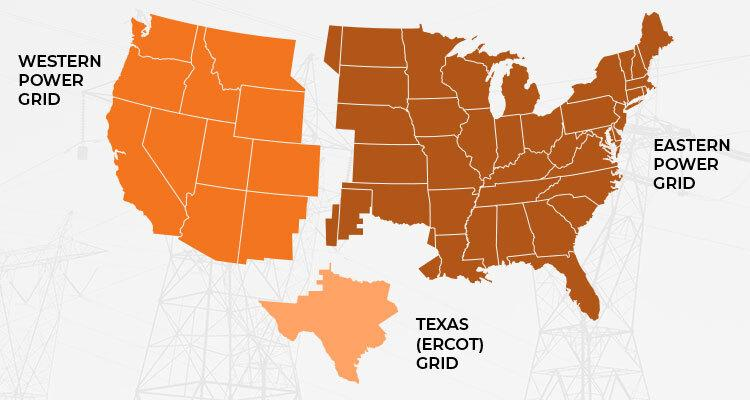 WESTERN
POWER
GRID
EASTERN
POWER
GRID
TEXAS
(ERCOT)
GRID